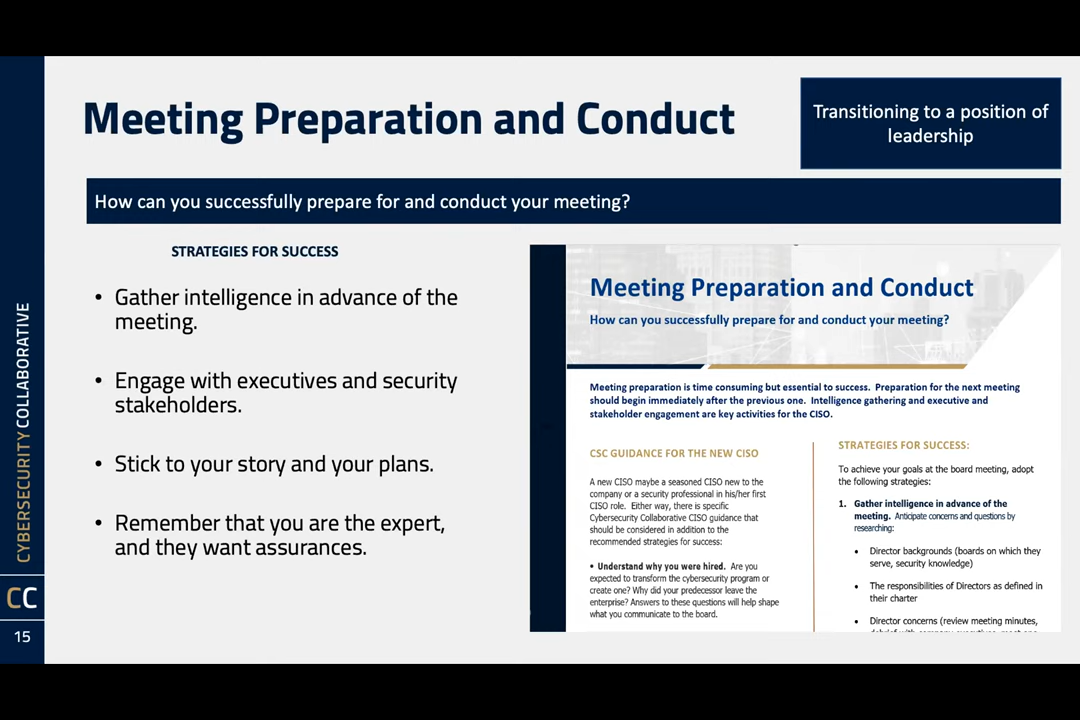 Meeting Preparation and Conduct
Transitioning to a position of
leadership
How can you successfully prepare for and conduct your meeting?
STRATEGIES FOR SUCCESS
• Gather intelligence in advance of the
meeting.
• Engage with executives and security
stakeholders.
• Stick to your story and your plans.
• Remember that you are the expert,
and they want assurances.
Meeting Preparation and Conduct
How can you successfully prepare for and conduct your meeting?
Meeting preparation is time consuming but essential to success. Preparation for the next meeting
should begin immediately after the previous one. Intelligence gathering and executive and
stakeholder engagement are key activities for the CISO.
CSC GUIDANCE FOR THE NEW CISO
A new CISO maybe a seasoned CISO new to the
company or a security professional in his/her first
CISO role. Either way, there is specific
Cybersecurity Collaborative CISO guidance that
should be considered in addition to the
recommended strategies for success:
• Understand why you were hired. Are you
expected to transform the cybersecurity program or
create one? Why did your predecessor leave the
enterprise? Answers to these questions will help shape
what you communicate to the board.
STRATEGIES FOR SUCCESS:
To achieve your goals at the board meeting, adopt
the following strategies:
1. Gather intelligence in advance of the
meeting. Anticipate concerns and questions by
researching:
• Director backgrounds (boards on which they
serve, security knowledge)
• The responsibilities of Directors as defined in
their charter
• Director concerns (review meeting minutes,
CYBERSECURITY COLLABORATIVE
CC
15